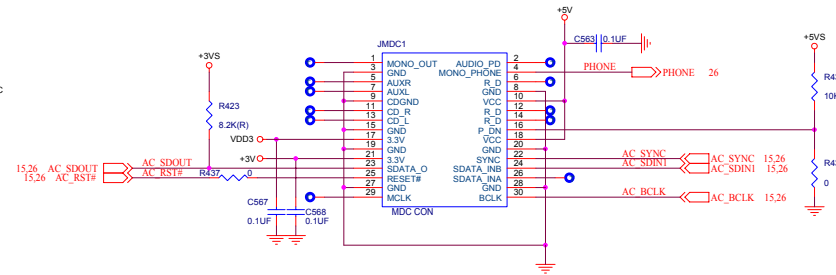 +5V
C563 0.1UF
+5VS
JMDC1
+3VS
1 MONO_OUT AUDIO_PD 2
3 GND MONO_PHONE 4 PHONE PHONE 26
5 AUXR R_D 6
7 AUXL GND 8
9 CDGND VCC 10
11 CD_R R_D 12
13 CD_L R_D 14
15 GND P_DN 16
17 3.3V VCC 18
19 GND GND 20
21 3.3V SYNC 22 AC_SYNC AC_SYNC 15,26
23 SDATA_O SDATA_INB 24 AC_SDIN1 AC_SDIN1 15,26
25 RESET# SDATA_INA 26
27 GND GND 28
29 MCLK BCLK 30 AC_BCLK AC_BCLK 15,26
MDC CON
R423
8.2K(R)
VDD3
+3V
15,26 AC_SDOUT AC_SDOUT
15,26 AC_RST# AC_RST#
R437 0
C567
0.1UF
C568
0.1UF
0